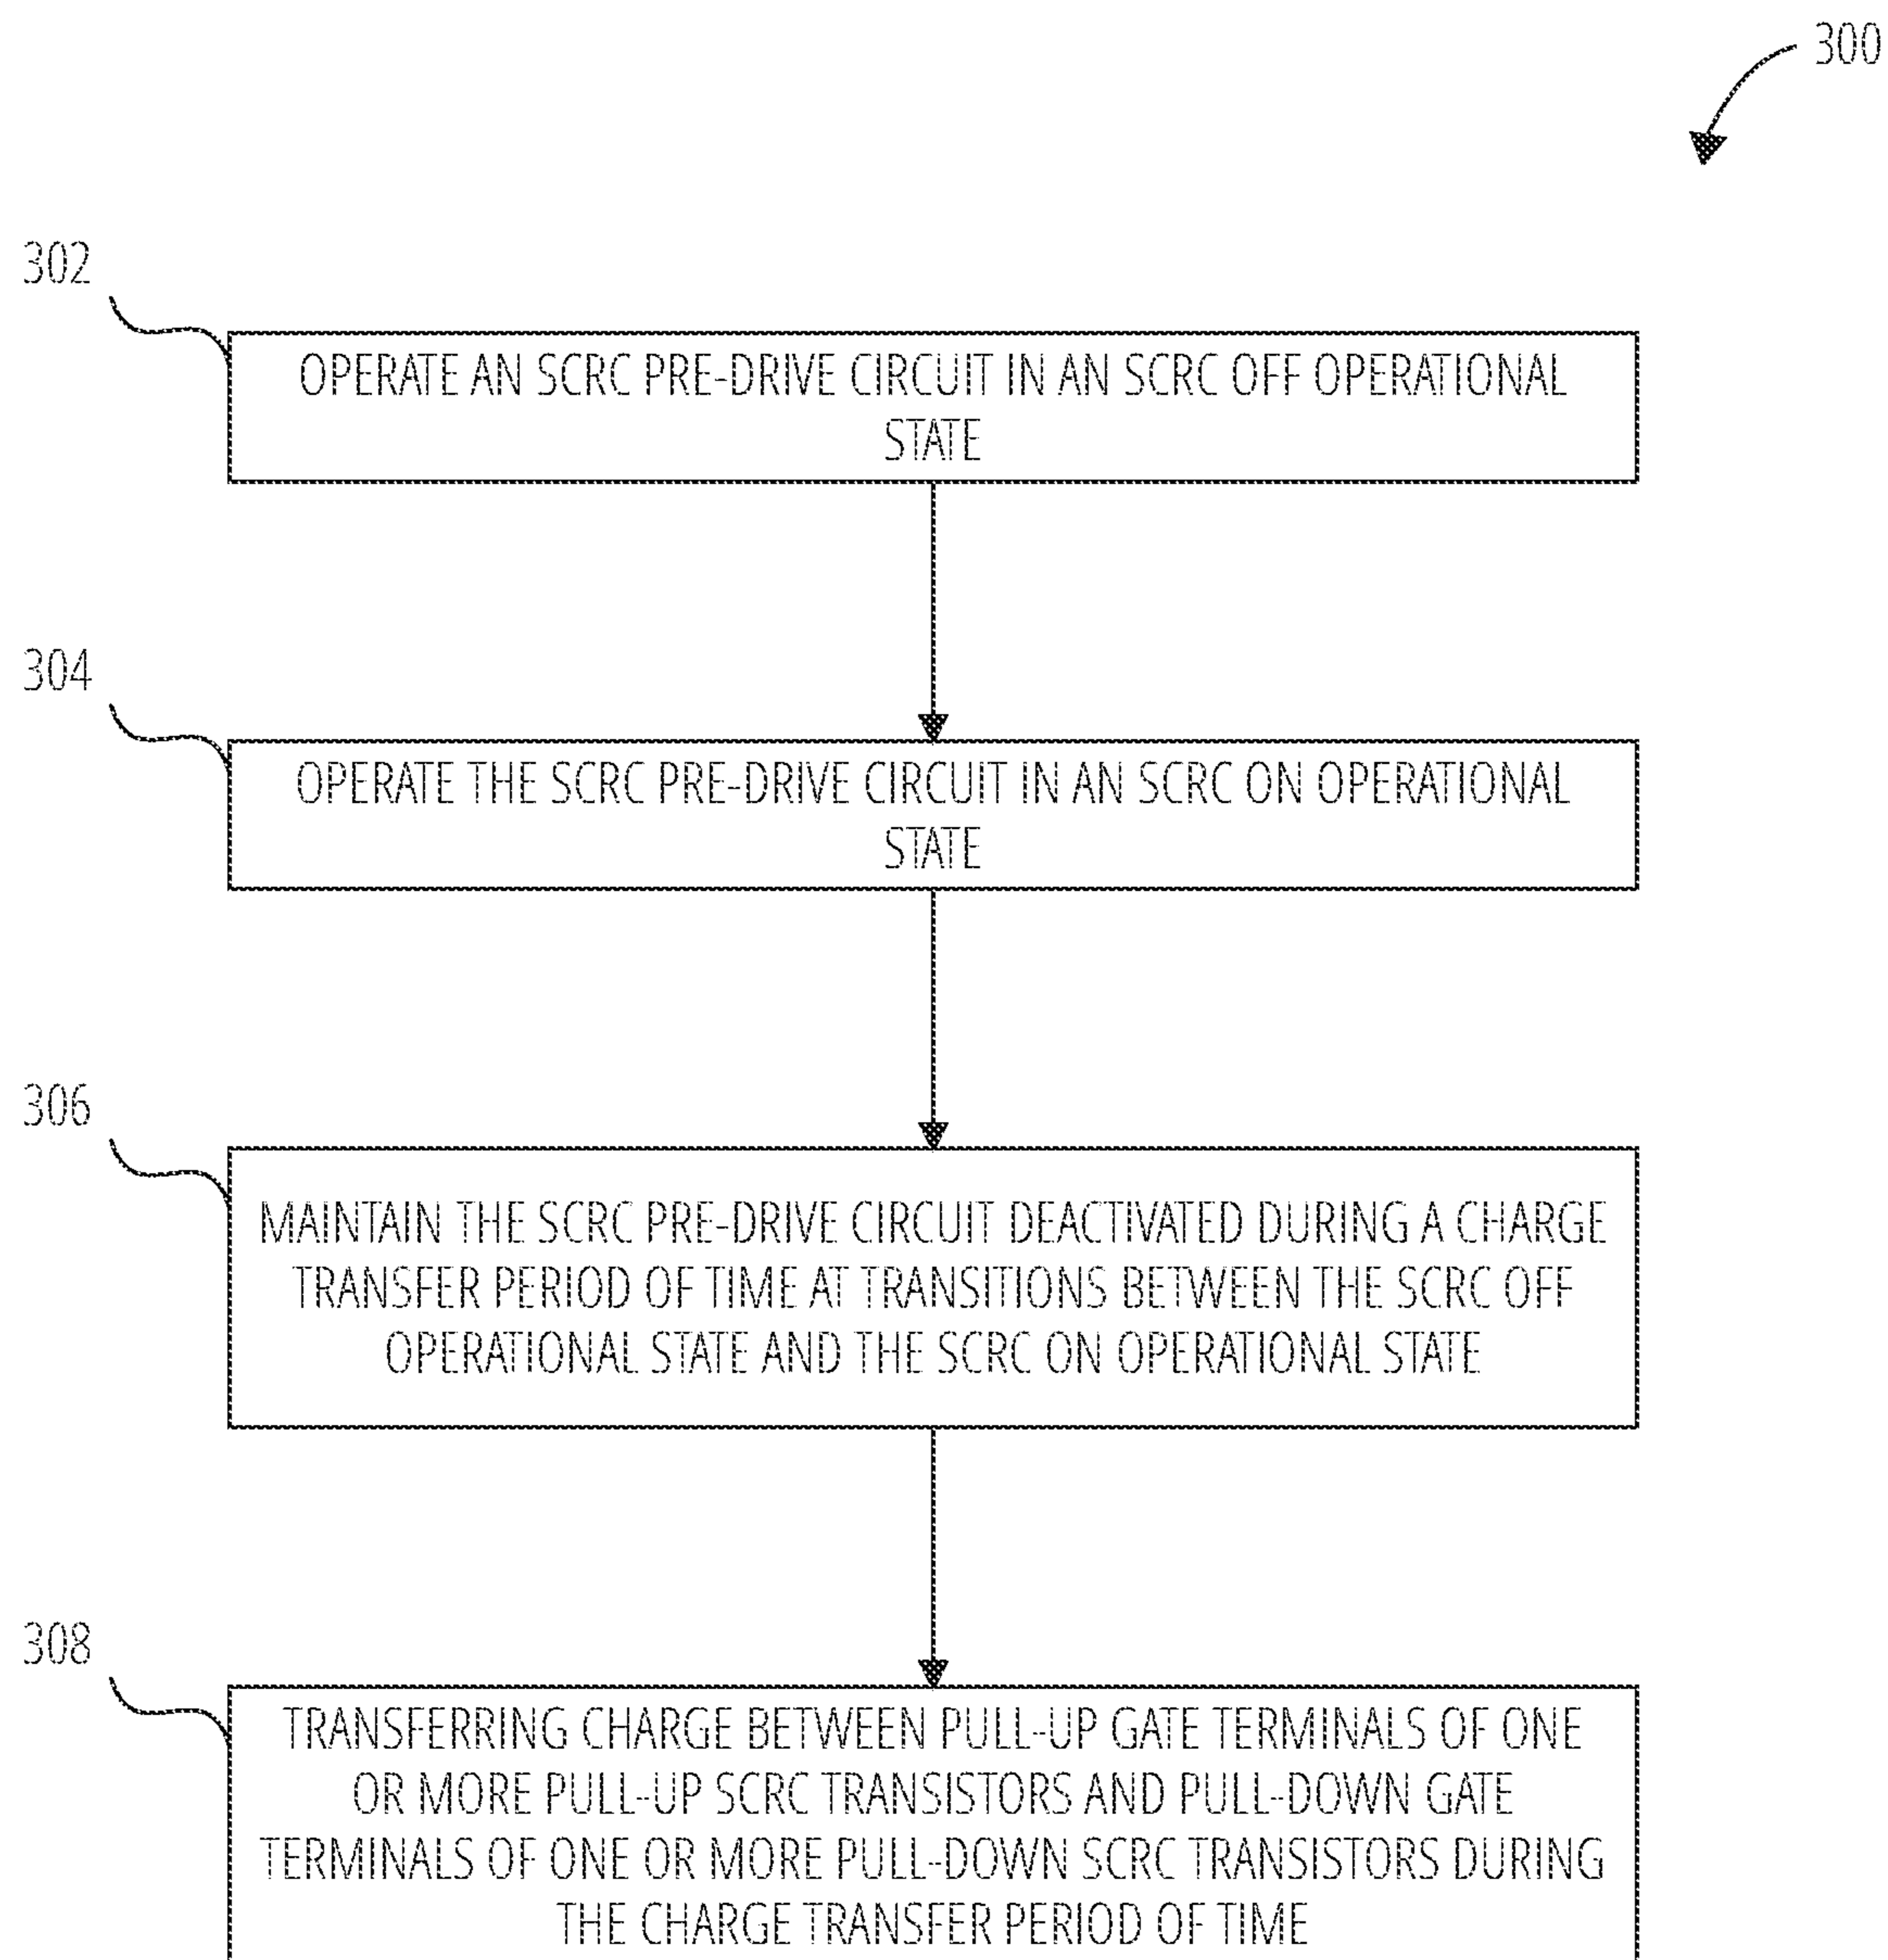 300
302
OPERATE AN SCRC PRE-DRIVE CIRCUIT IN AN SCRC OFF OPERATIONAL
STATE
304
OPERATE THE SCRC PRE-DRIVE CIRCUIT IN AN SCRC ON OPERATIONAL
STATE
306
MAINTAIN THE SCRC PRE-DRIVE CIRCUIT DEACTIVATED DURING A CHARGE
TRANSFER PERIOD OF TIME AT TRANSITIONS BETWEEN THE SCRC OFF
OPERATIONAL STATE AND THE SCRC ON OPERATIONAL STATE
308
TRANSFERRING CHARGE BETWEEN PULL-UP GATE TERMINALS OF ONE
OR MORE PULL-UP SCRC TRANSISTORS AND PULL-DOWN GATE
TERMINALS OF ONE OR MORE PULL-DOWN SCRC TRANSISTORS DURING
THE CHARGE TRANSFER PERIOD OF TIME